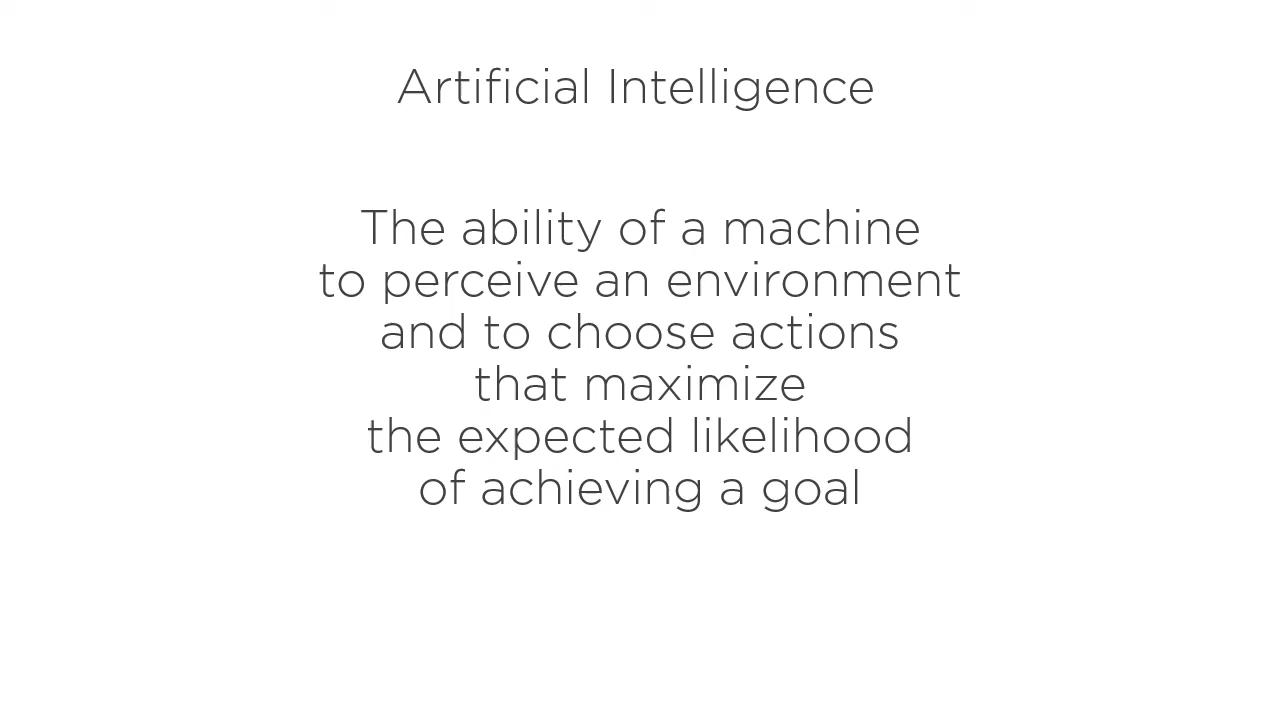 Artificial Intelligence
The ability of a machine
to perceive an environment
and to choose actions
that maximize
the expected likelihood
of achieving a goal